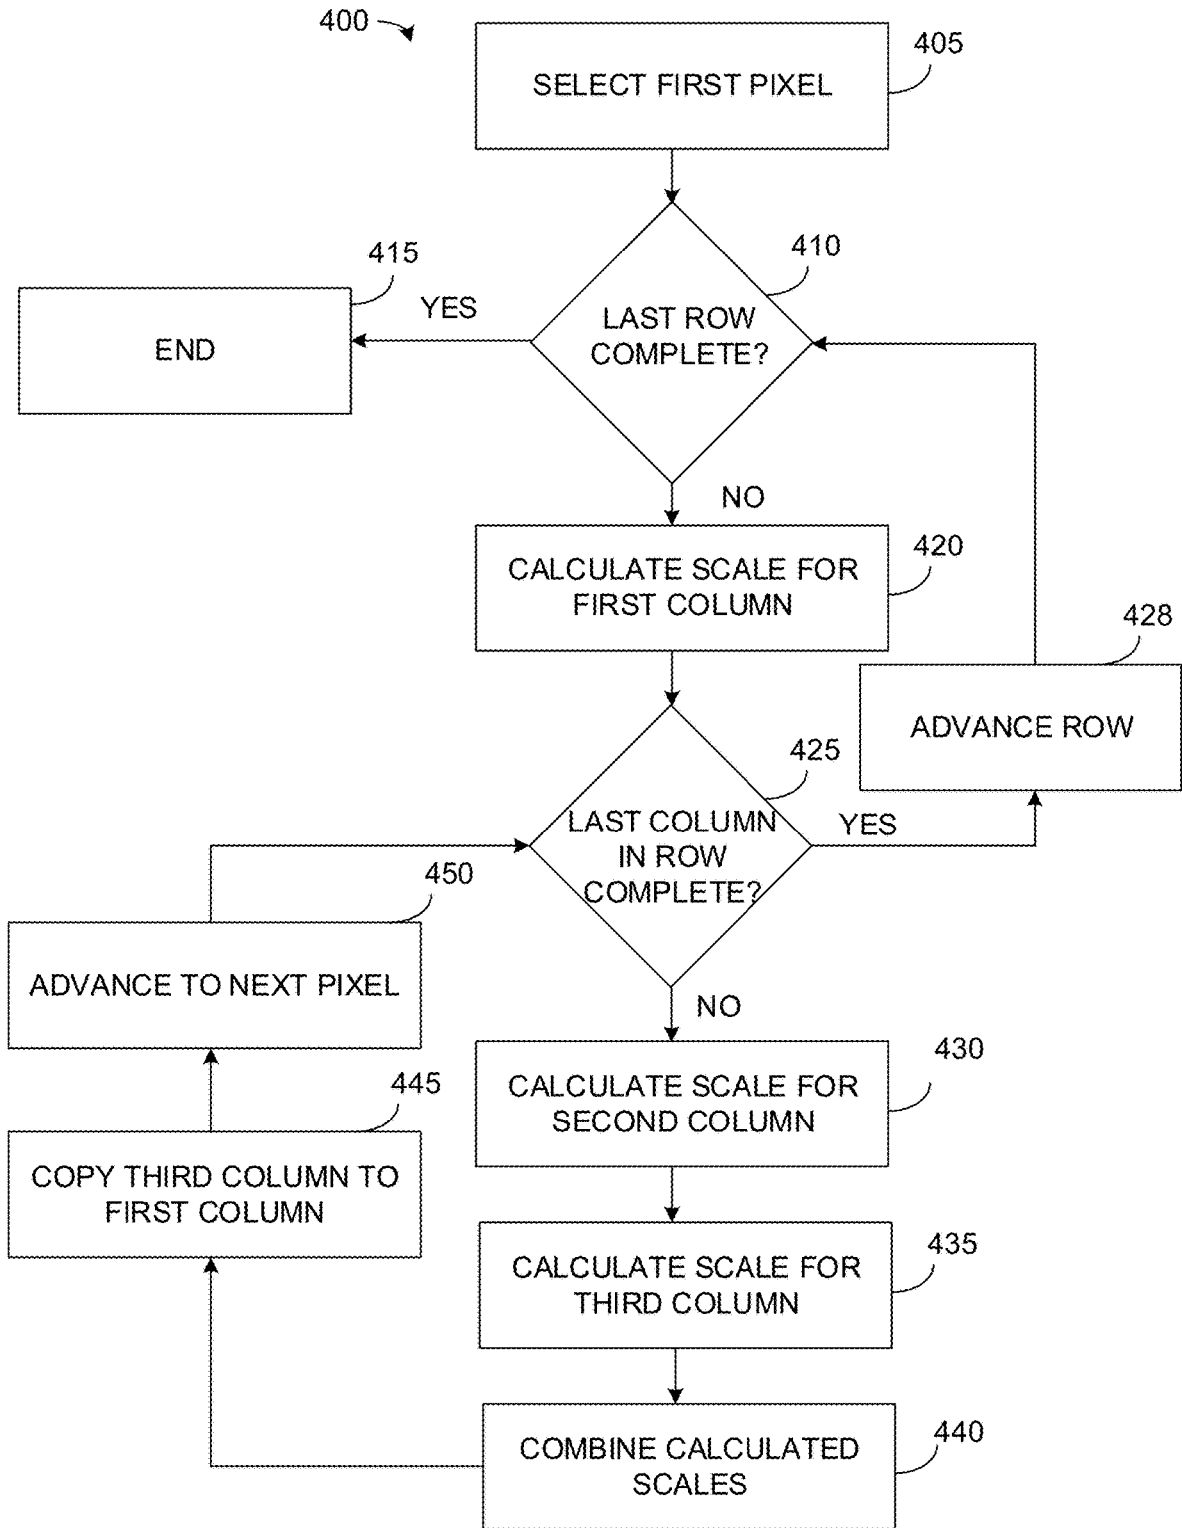 400
405
SELECT FIRST PIXEL
410
415
YES
LAST ROW
COMPLETE?
END
NO
420
CALCULATE SCALE FOR
FIRST COLUMN
428
ADVANCE ROW
425
LAST COLUMN
IN ROW
COMPLETE?
YES
450
ADVANCE TO NEXT PIXEL
NO
430
CALCULATE SCALE FOR
SECOND COLUMN
445
COPY THIRD COLUMN TO
FIRST COLUMN
435
CALCULATE SCALE FOR
THIRD COLUMN
440
COMBINE CALCULATED
SCALES